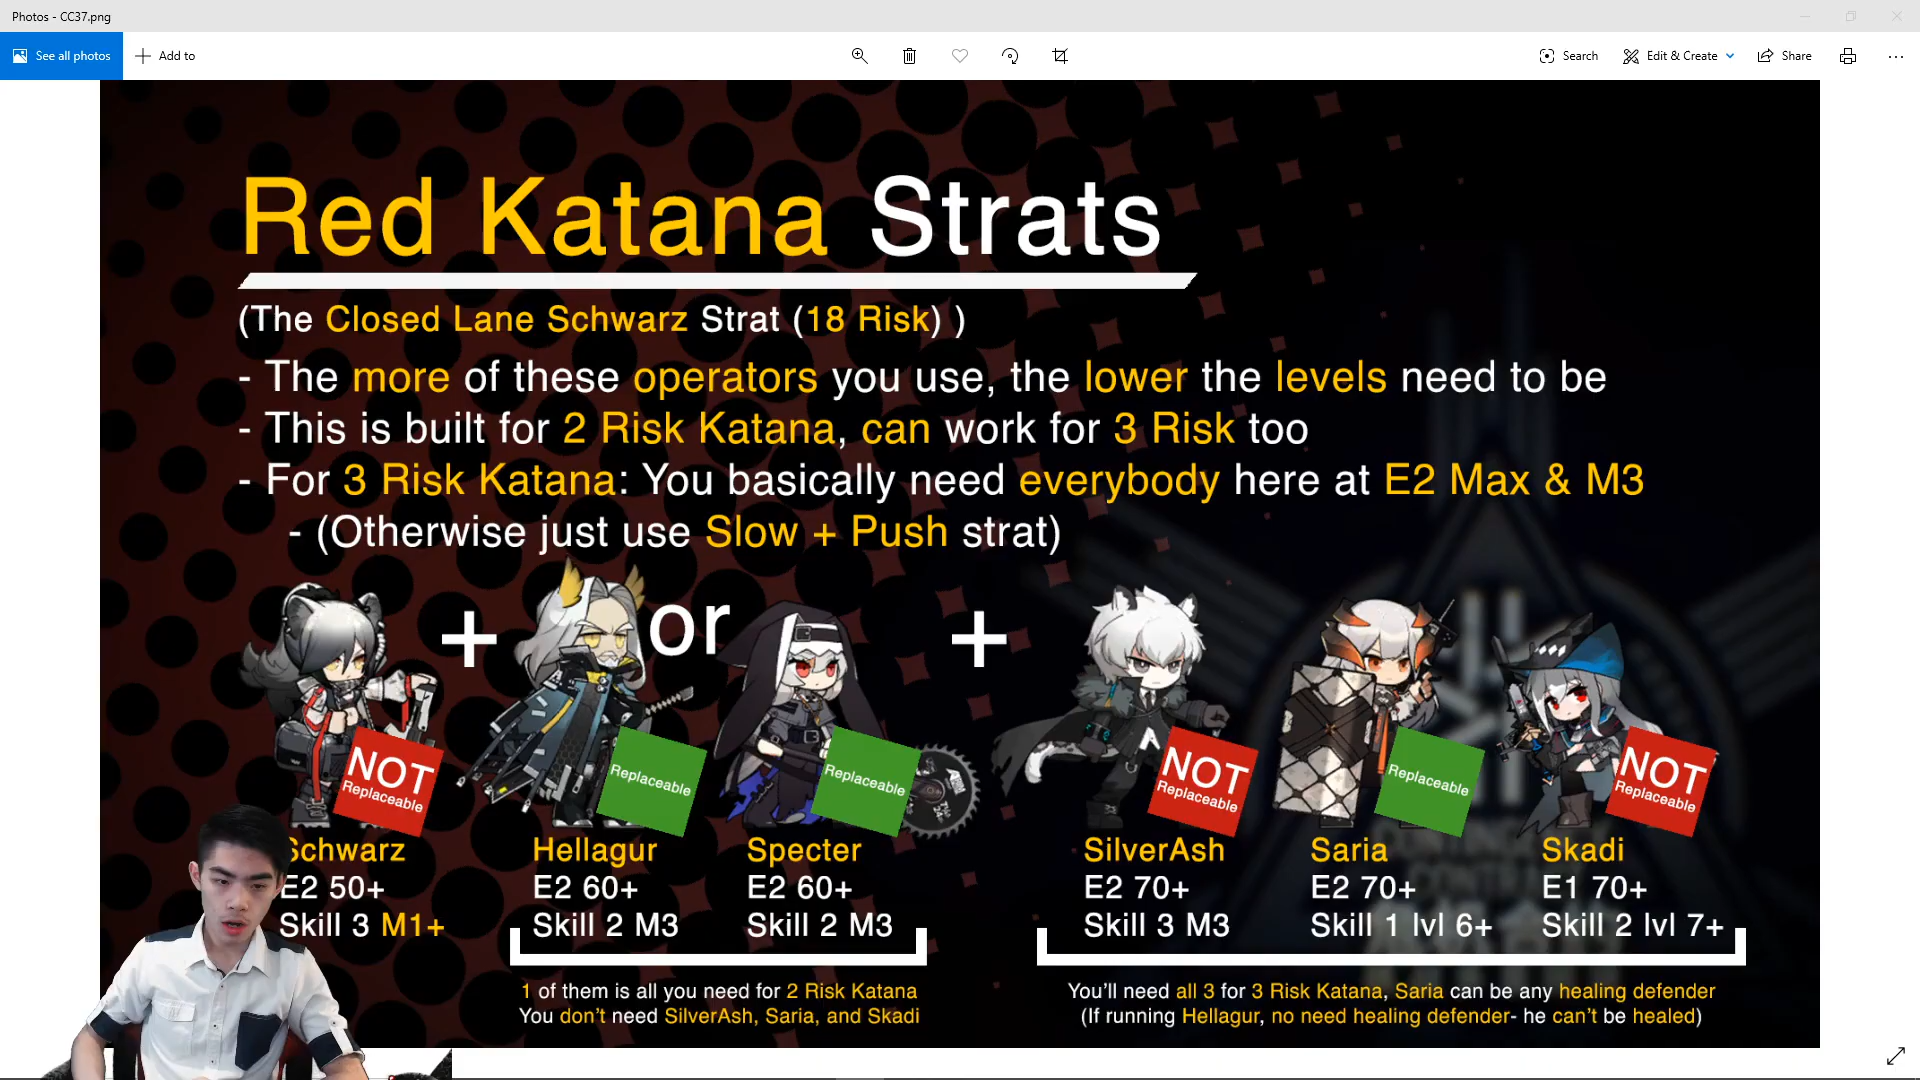 Photos - CC37.png
See all photos
Add to
Search
Edit & Create
Share
Red Katana Strats
(The Closed Lane Schwarz Strat (18 Risk) )
- The more of these operators you use, the lower the levels need to be
- This is built for 2 Risk Katana, can work for 3 Risk too
- For 3 Risk Katana: You basically need everybody here at E2 Max & M3
- (Otherwise just use Slow + Push strat)
+ or +
NOT Replaceable
Replaceable
Replaceable
NOT Replaceable
Replaceable
NOT Replaceable
Schwarz
E2 50+
Skill 3 M1+
Hellagur
E2 60+
Skill 2 M3
Specter
E2 60+
Skill 2 M3
SilverAsh
E2 70+
Skill 3 M3
Saria
E2 70+
Skill 1 lvl 6+
Skadi
E1 70+
Skill 2 lvl 7+
1 of them is all you need for 2 Risk Katana
You don't need SilverAsh, Saria, and Skadi
You'll need all 3 for 3 Risk Katana, Saria can be any healing defender
(If running Hellagur, no need healing defender- he can't be healed)